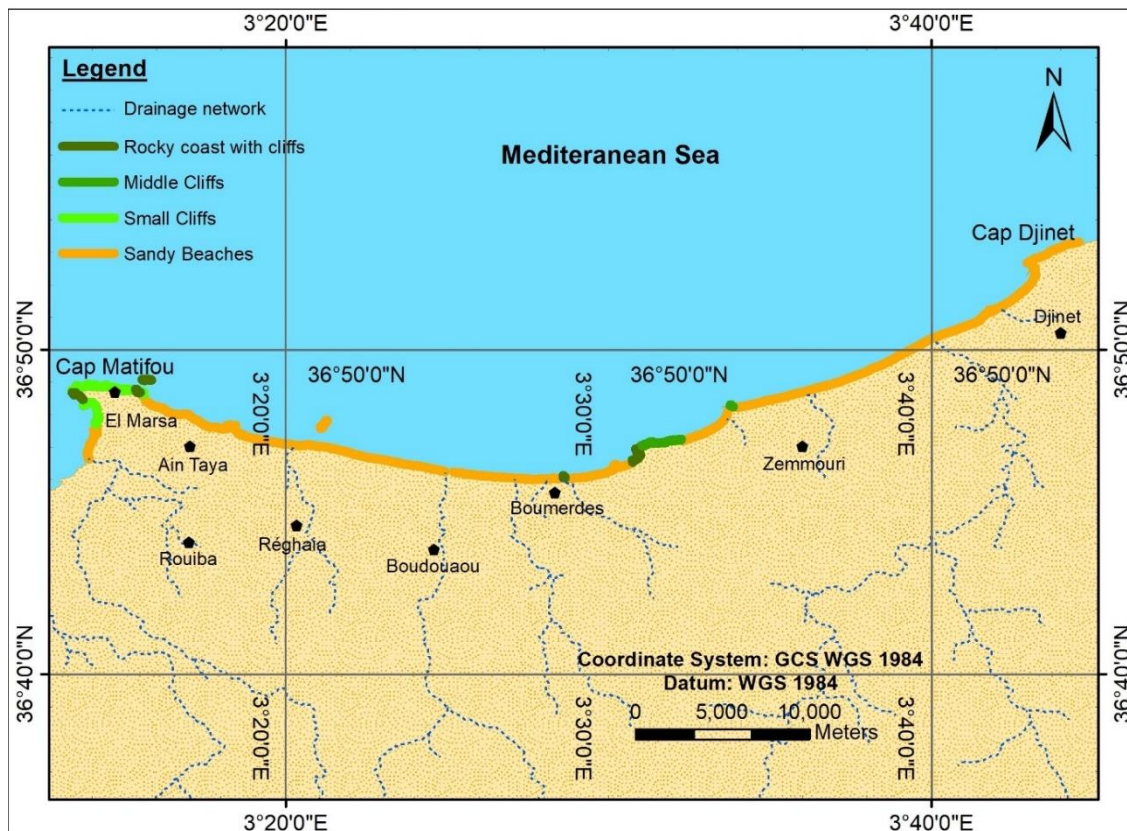 3°20'0"E
3°40'0"E
Legend
Drainage network
Rocky coast with cliffs
Middle Cliffs
Small Cliffs
Sandy Beaches
Mediteranean Sea
N
Cap Djinet
Djinet
36°50'0"N
36°50'0"N
Cap Matifou
36°50'0"N
36°50'0"N
36°50'0"N
3°20'0"E
3°30'0"E
3°40'0"E
El Marsa
Ain Taya
Zemmouri
Boumerdes
Rouiba
Réghaia
Boudouaou
36°40'0"N
36°40'0"N
Coordinate System: GCS WGS 1984
Datum: WGS 1984
0 5,000 10,000
Meters
3°20'0"E
3°30'0"E
3°40'0"E
3°20'0"E
3°40'0"E